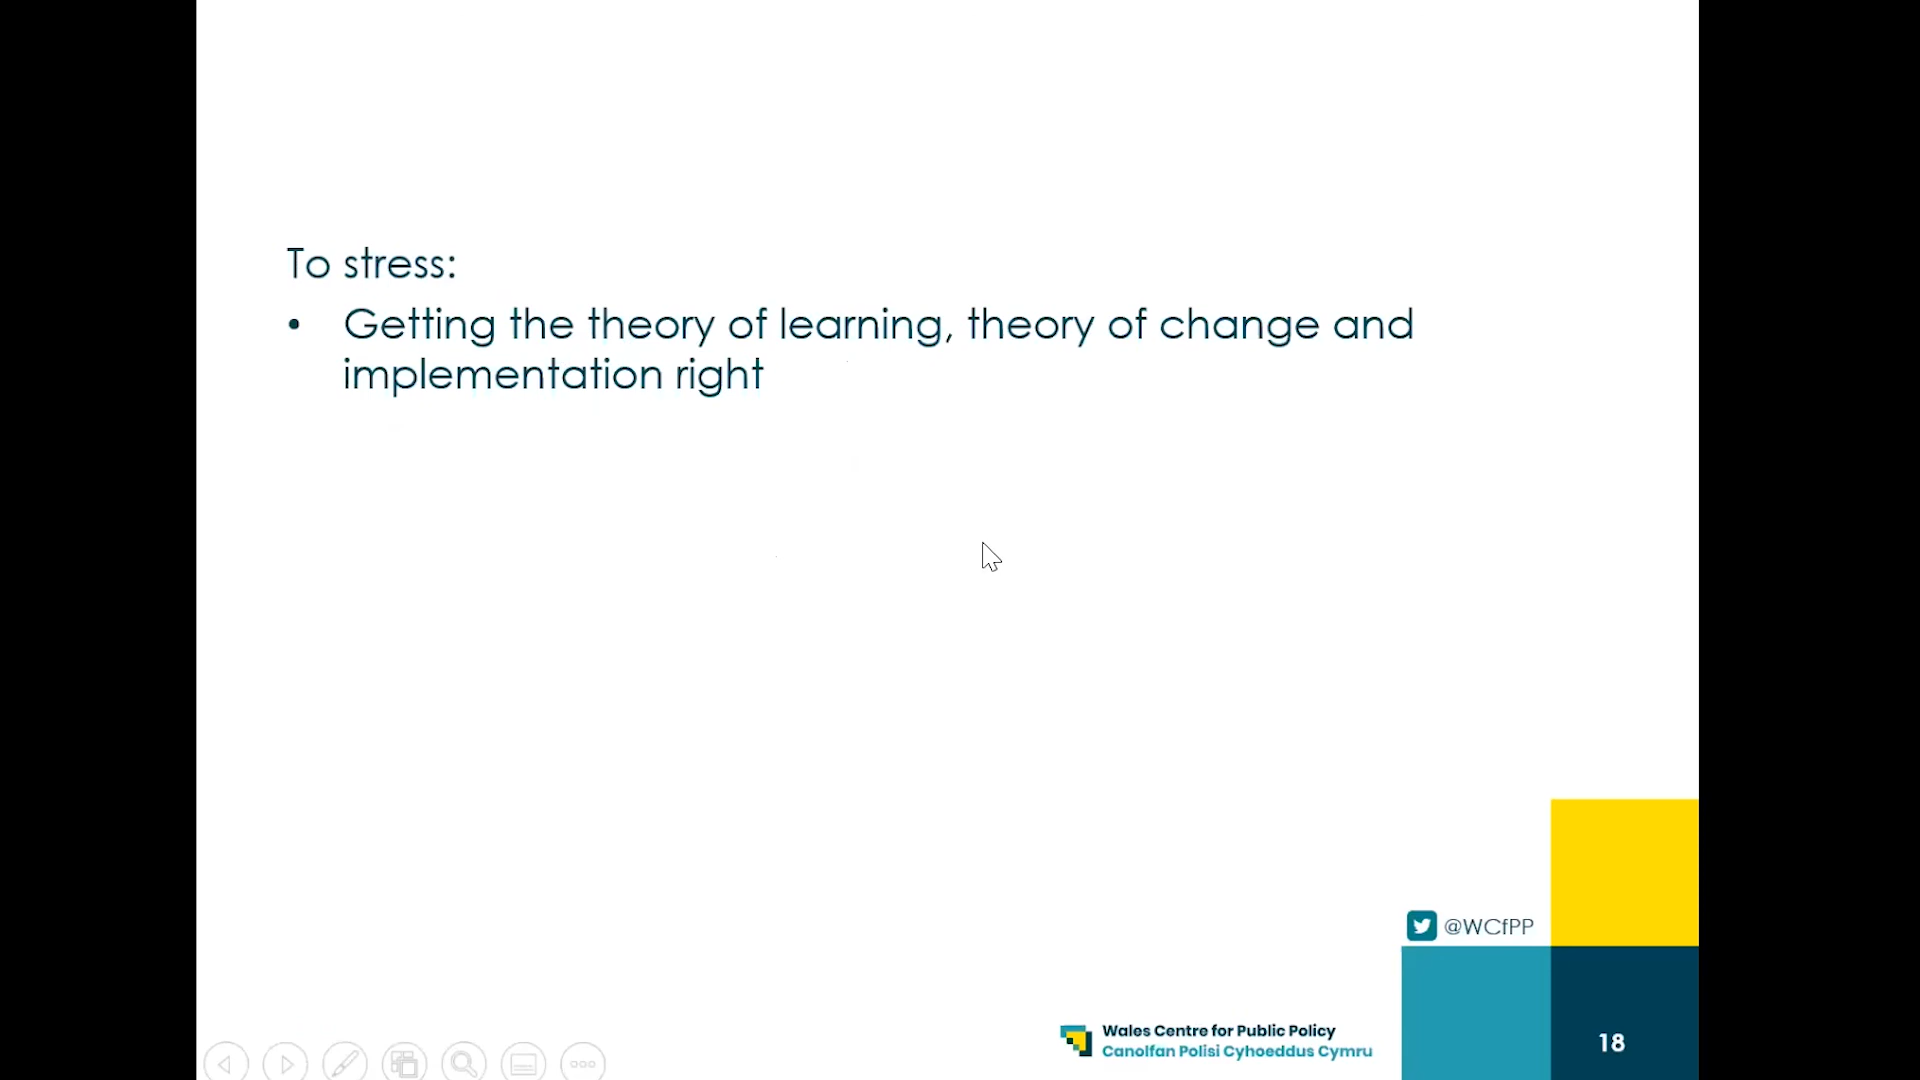 To stress:
• Getting the theory of learning, theory of change and
implementation right
@WCfPP
Wales Centre for Public Policy
Canolfan Polisi Cyhoeddus Cymru
18